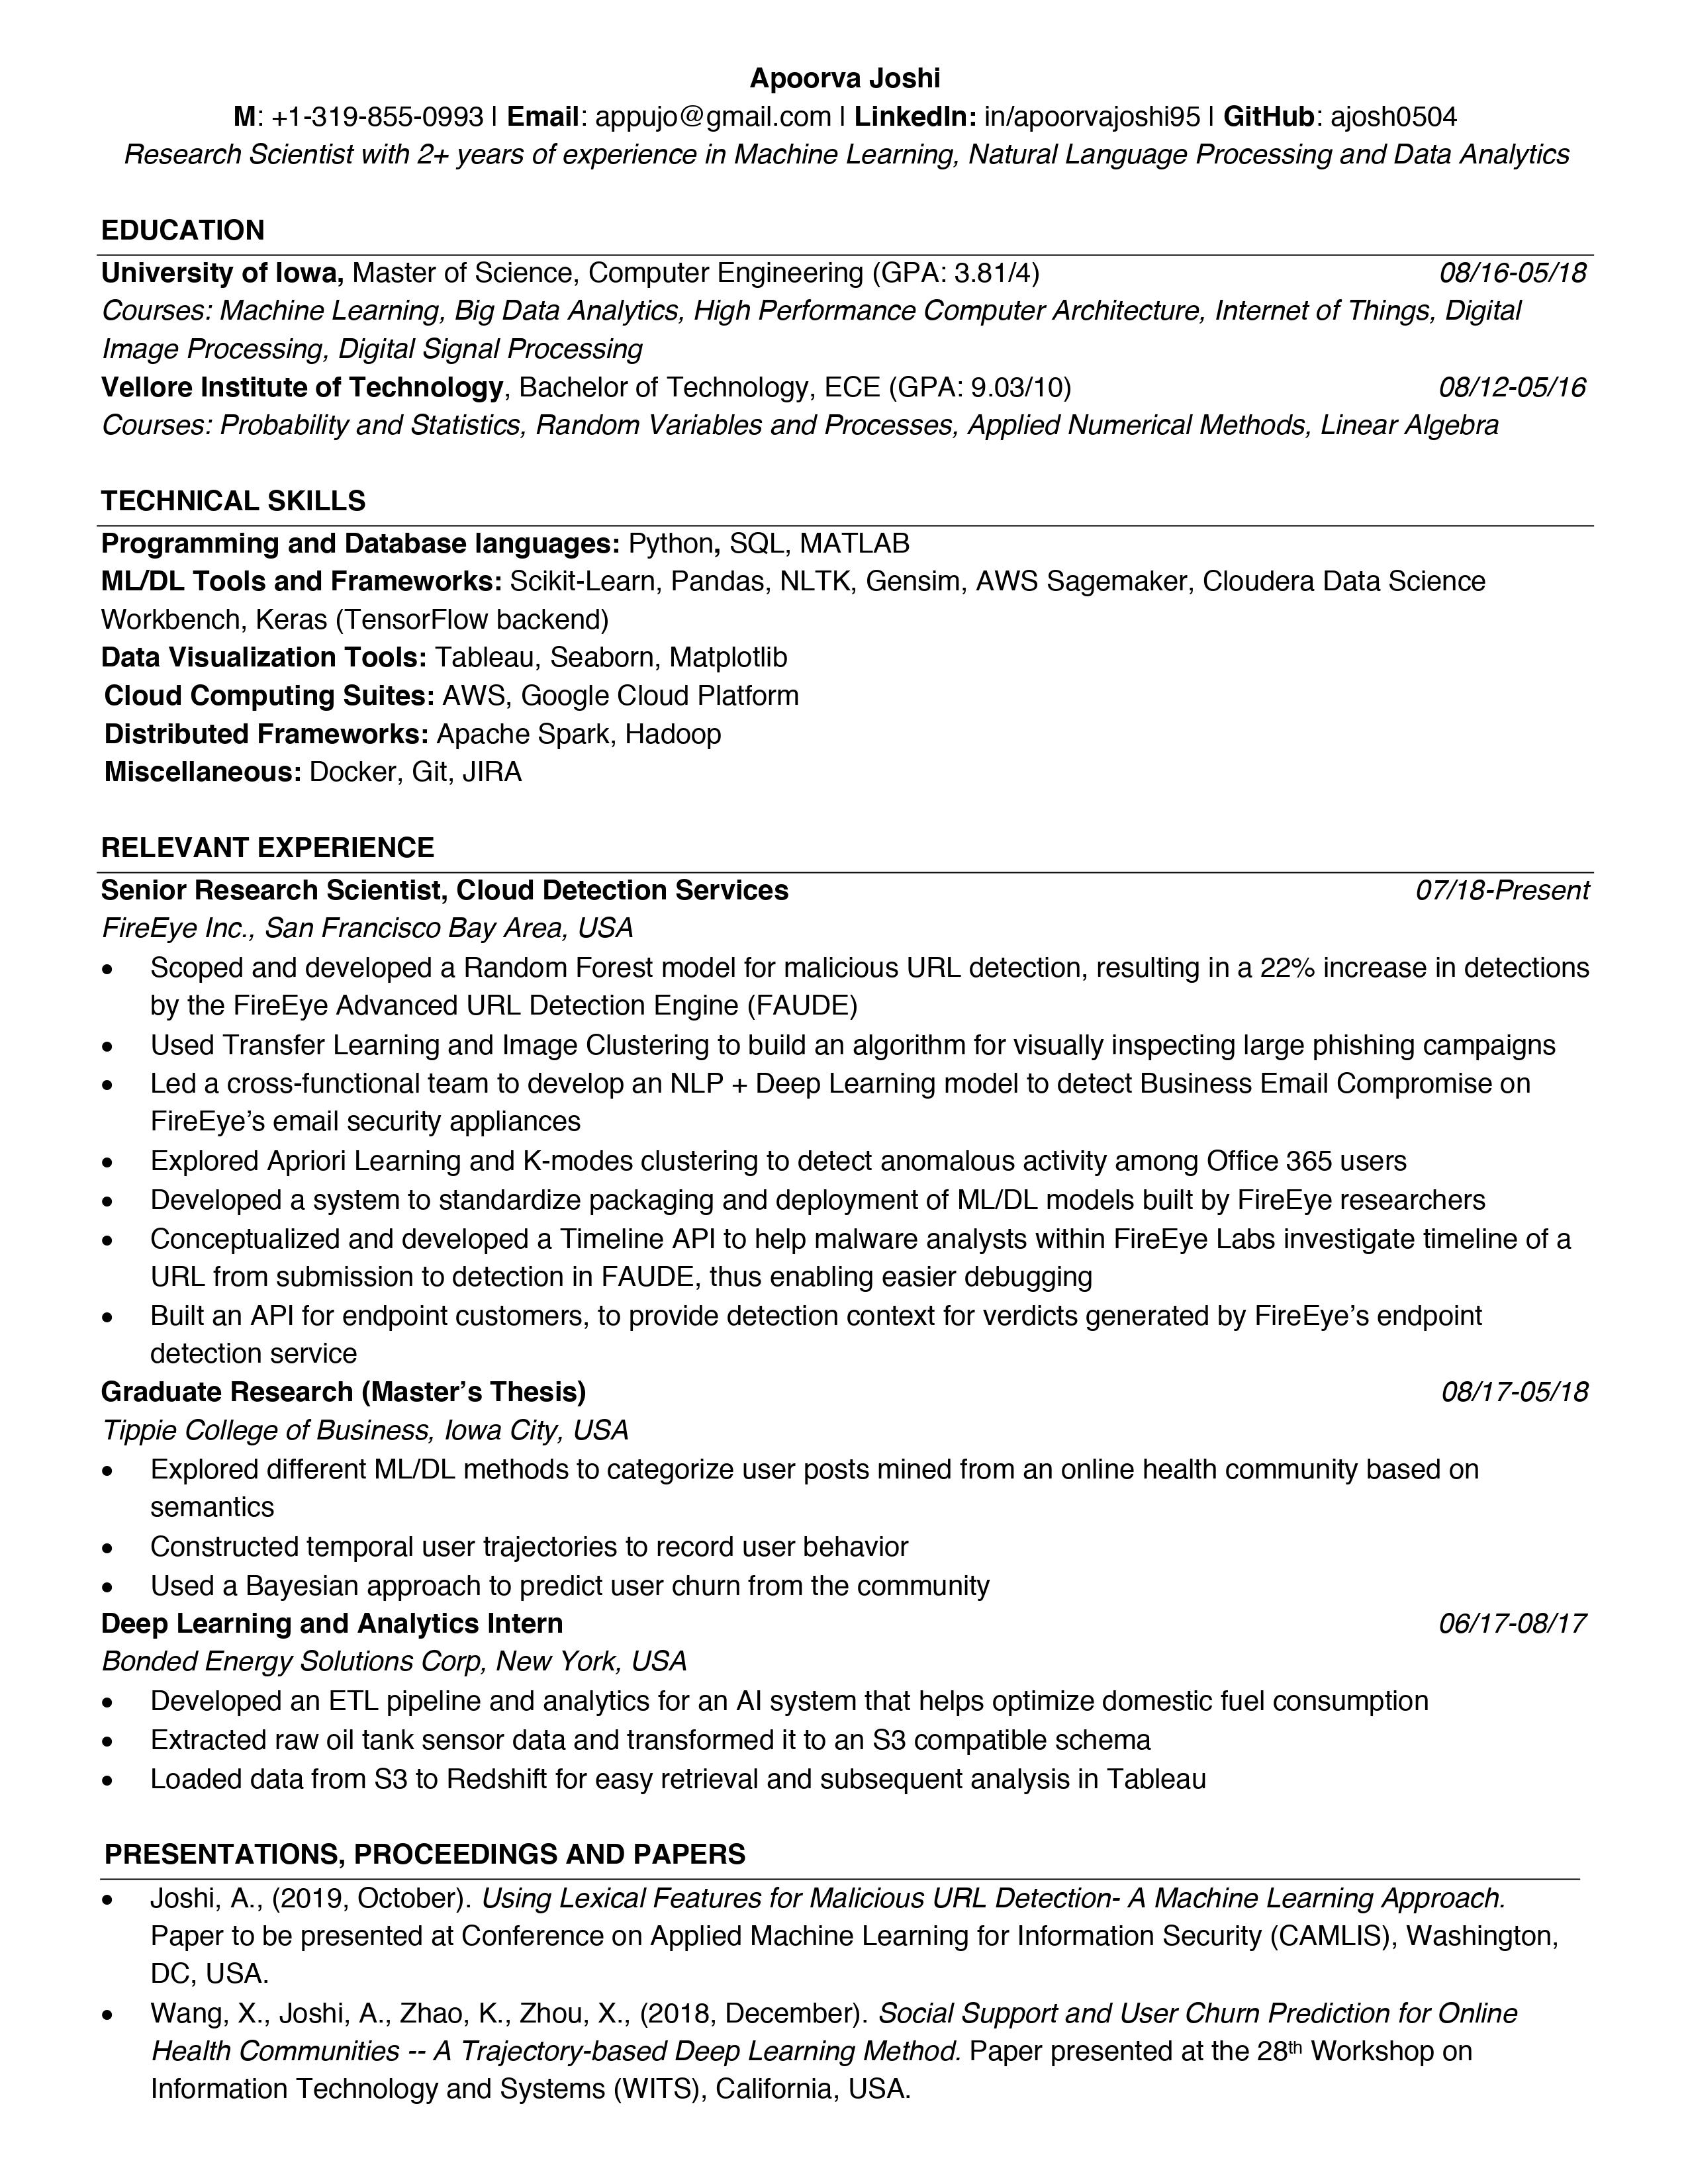 Apoorva Joshi
M: +1-319-855-0993 | Email: appujo@gmail.com | LinkedIn: in/apoorvajoshi95 | GitHub: ajosh0504
Research Scientist with 2+ years of experience in Machine Learning, Natural Language Processing and Data Analytics
EDUCATION
University of Iowa, Master of Science, Computer Engineering (GPA: 3.81/4) 08/16-05/18
Courses: Machine Learning, Big Data Analytics, High Performance Computer Architecture, Internet of Things, Digital
Image Processing, Digital Signal Processing
Vellore Institute of Technology, Bachelor of Technology, ECE (GPA: 9.03/10) 08/12-05/16
Courses: Probability and Statistics, Random Variables and Processes, Applied Numerical Methods, Linear Algebra
TECHNICAL SKILLS
Programming and Database languages: Python, SQL, MATLAB
ML/DL Tools and Frameworks: Scikit-Learn, Pandas, NLTK, Gensim, AWS Sagemaker, Cloudera Data Science
Workbench, Keras (TensorFlow backend)
Data Visualization Tools: Tableau, Seaborn, Matplotlib
Cloud Computing Suites: AWS, Google Cloud Platform
Distributed Frameworks: Apache Spark, Hadoop
Miscellaneous: Docker, Git, JIRA
RELEVANT EXPERIENCE
Senior Research Scientist, Cloud Detection Services 07/18-Present
FireEye Inc., San Francisco Bay Area, USA
• Scoped and developed a Random Forest model for malicious URL detection, resulting in a 22% increase in detections
by the FireEye Advanced URL Detection Engine (FAUDE)
• Used Transfer Learning and Image Clustering to build an algorithm for visually inspecting large phishing campaigns
• Led a cross-functional team to develop an NLP + Deep Learning model to detect Business Email Compromise on
FireEye’s email security appliances
• Explored Apriori Learning and K-modes clustering to detect anomalous activity among Office 365 users
• Developed a system to standardize packaging and deployment of ML/DL models built by FireEye researchers
• Conceptualized and developed a Timeline API to help malware analysts within FireEye Labs investigate timeline of a
URL from submission to detection in FAUDE, thus enabling easier debugging
• Built an API for endpoint customers, to provide detection context for verdicts generated by FireEye’s endpoint
detection service
Graduate Research (Master’s Thesis) 08/17-05/18
Tippie College of Business, Iowa City, USA
• Explored different ML/DL methods to categorize user posts mined from an online health community based on
semantics
• Constructed temporal user trajectories to record user behavior
• Used a Bayesian approach to predict user churn from the community
Deep Learning and Analytics Intern 06/17-08/17
Bonded Energy Solutions Corp, New York, USA
• Developed an ETL pipeline and analytics for an AI system that helps optimize domestic fuel consumption
• Extracted raw oil tank sensor data and transformed it to an S3 compatible schema
• Loaded data from S3 to Redshift for easy retrieval and subsequent analysis in Tableau
PRESENTATIONS, PROCEEDINGS AND PAPERS
• Joshi, A., (2019, October). Using Lexical Features for Malicious URL Detection- A Machine Learning Approach.
Paper to be presented at Conference on Applied Machine Learning for Information Security (CAMLIS), Washington,
DC, USA.
• Wang, X., Joshi, A., Zhao, K., Zhou, X., (2018, December). Social Support and User Churn Prediction for Online
Health Communities -- A Trajectory-based Deep Learning Method. Paper presented at the 28th Workshop on
Information Technology and Systems (WITS), California, USA.